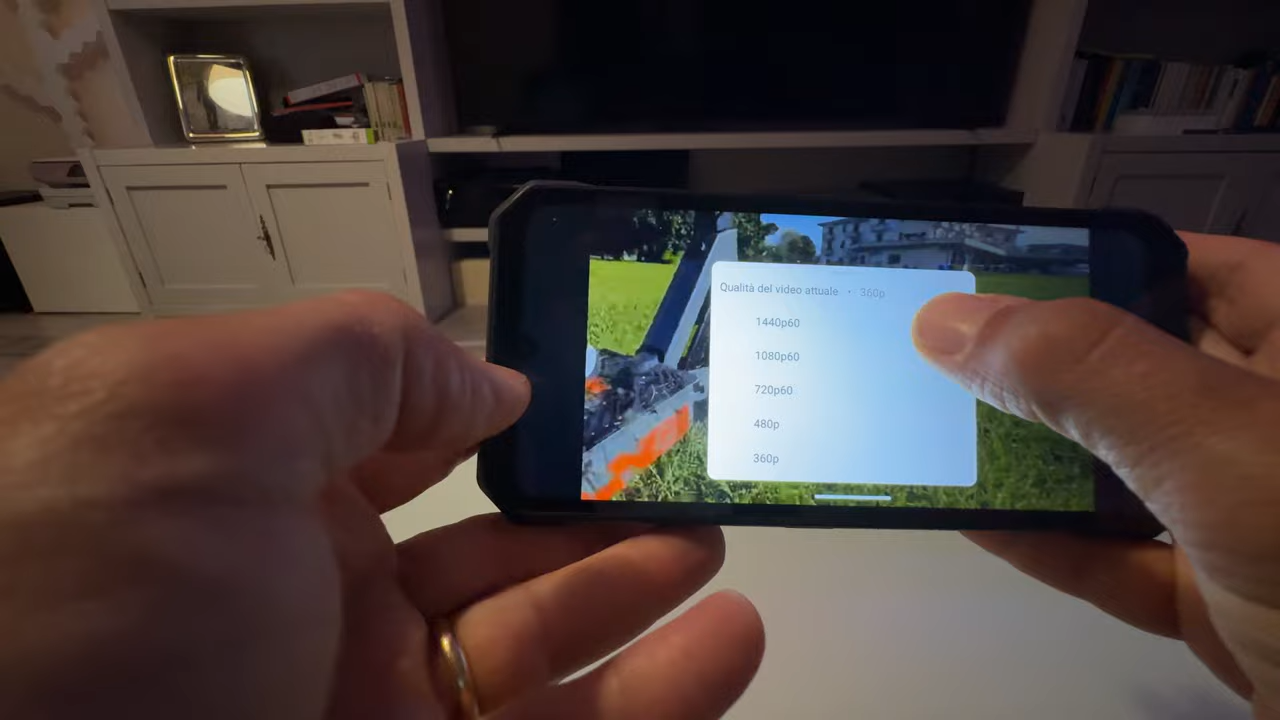 Qualità del video attuale • 360p
1440p60
1080p60
720p60
480p
360p